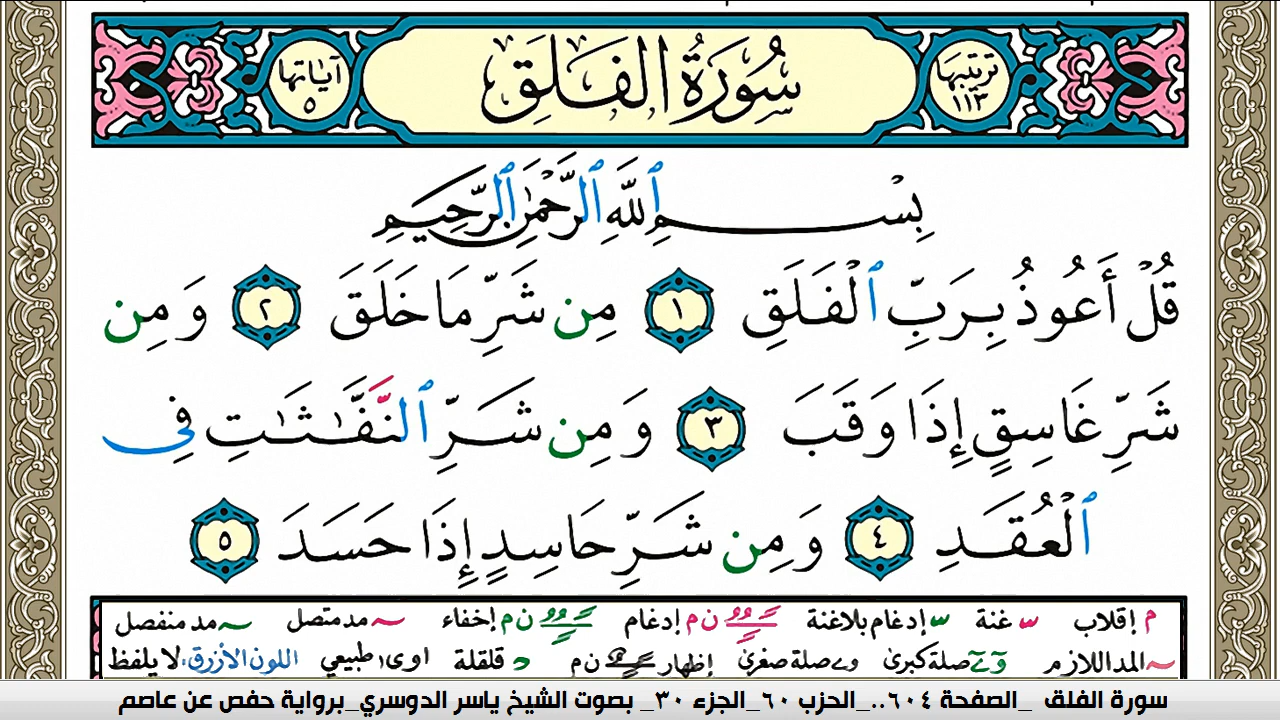 ترتيبها ١١٣ سُورَةُ الفَلَقِ آياتها ٥
بِسْمِ ٱللَّهِ ٱلرَّحْمَٰنِ ٱلرَّحِيمِ
قُلْ أَعُوذُ بِرَبِّ ٱلْفَلَقِ ١ مِن شَرِّ مَا خَلَقَ ٢ وَمِن
شَرِّ غَاسِقٍ إِذَا وَقَبَ ٣ وَمِن شَرِّ ٱلنَّفَّٰثَٰتِ فِى
ٱلْعُقَدِ ٤ وَمِن شَرِّ حَاسِدٍ إِذَا حَسَدَ ٥
م إقلاب غنة إدغام بلاغنة ن م إدغام ن م إخفاء مد متصل مد منفصل
المد اللازم صلة كبرى صلة صغرى إظهار ن م قلقلة اوى طبيعي اللون الأزرق: لا يلفظ
سورة الفلق _الصفحة ٦٠٤..._الحزب ٦٠_الجزء ٣٠_ بصوت الشيخ ياسر الدوسري_برواية حفص عن عاصم